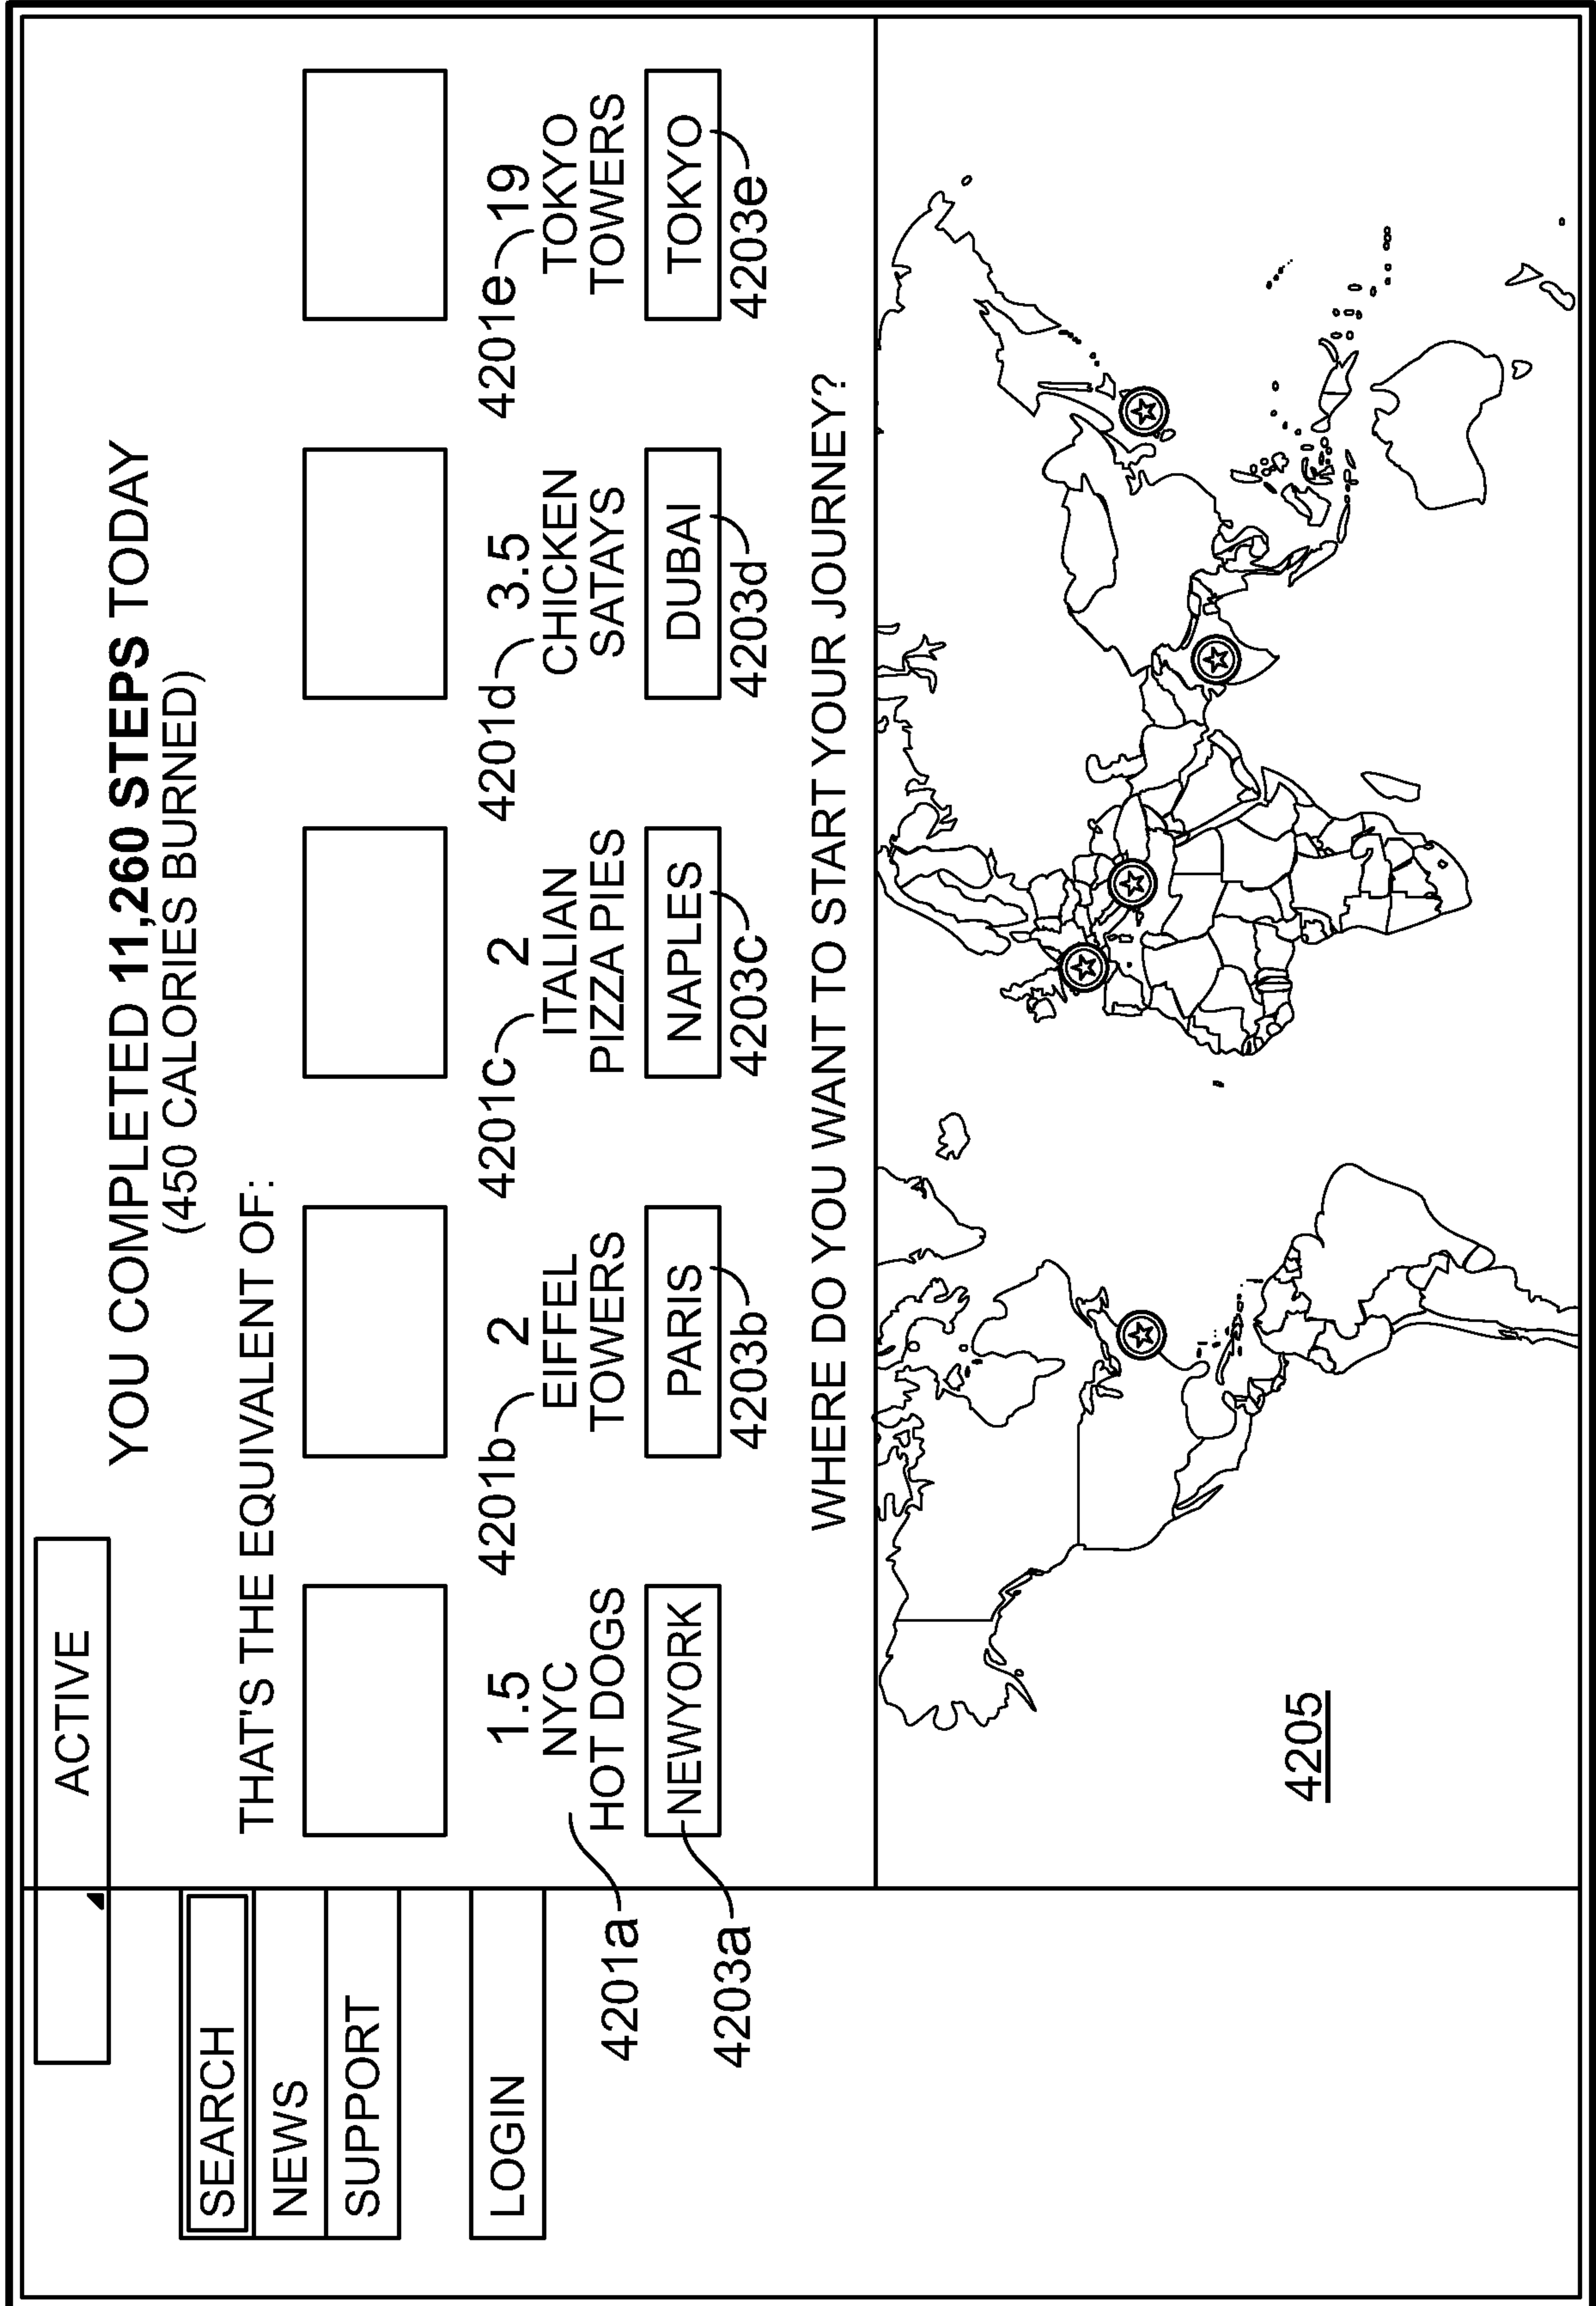 ACTIVE
SEARCH
NEWS
SUPPORT
LOGIN
YOU COMPLETED 11,260 STEPS TODAY
(450 CALORIES BURNED)
THAT'S THE EQUIVALENT OF:
4201a
1.5
NYC
HOT DOGS
4201b
2
EIFFEL
TOWERS
4201c
2
ITALIAN
PIZZA PIES
4201d
3.5
CHICKEN
SATAYS
4201e
19
TOKYO
TOWERS
NEWYORK
PARIS
NAPLES
DUBAI
TOKYO
4203a
4203b
4203c
4203d
4203e
WHERE DO YOU WANT TO START YOUR JOURNEY?
4205